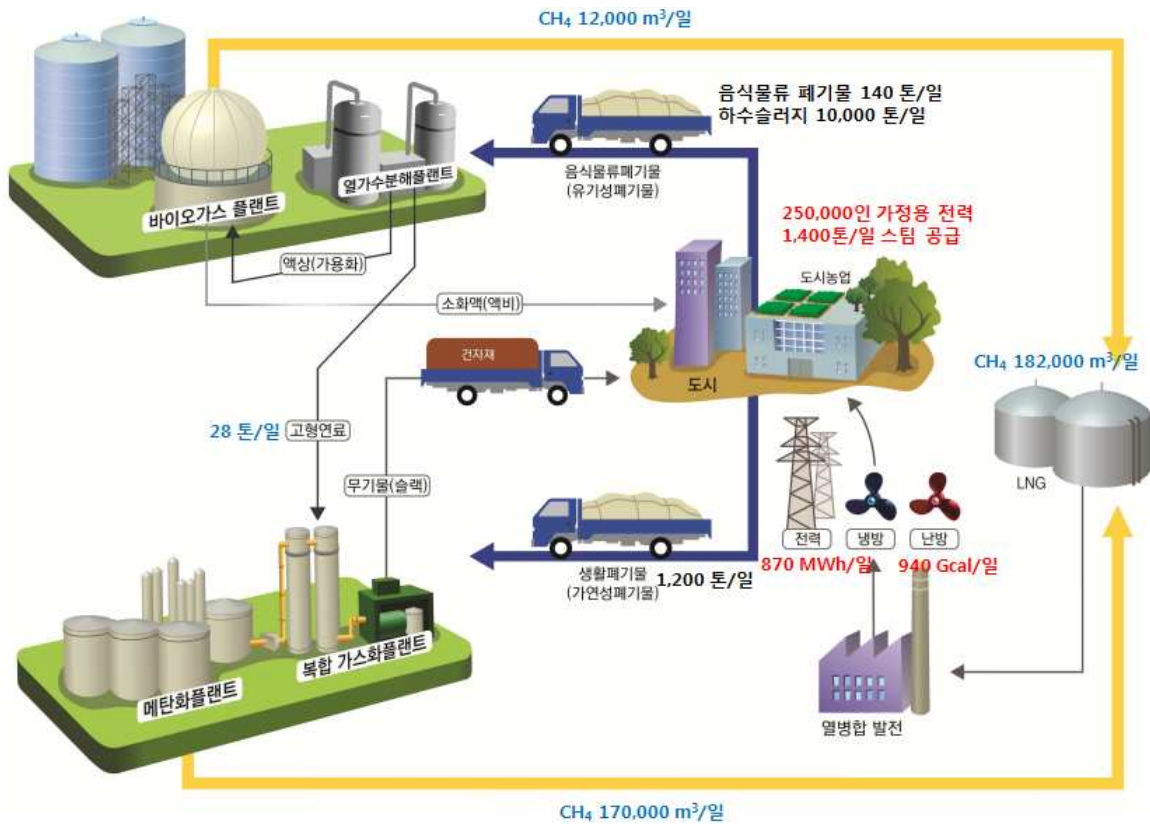 CH₄ 12,000 m³/일
음식물류 폐기물 140 톤/일
하수슬러지 10,000 톤/일
열가수분해플랜트
바이오가스 플랜트
음식물류폐기물
(유기성폐기물)
250,000인 가정용 전력
1,400톤/일 스팀 공급
액상(가용화)
도시농업
소화액(액비)
건자재
도시
CH₄ 182,000 m³/일
28 톤/일
고형연료
LNG
무기물(슬랙)
전력
냉방
난방
870 MWh/일
940 Gcal/일
생활폐기물
(가연성폐기물)
1,200 톤/일
복합 가스화플랜트
메탄화플랜트
열병합 발전
CH₄ 170,000 m³/일